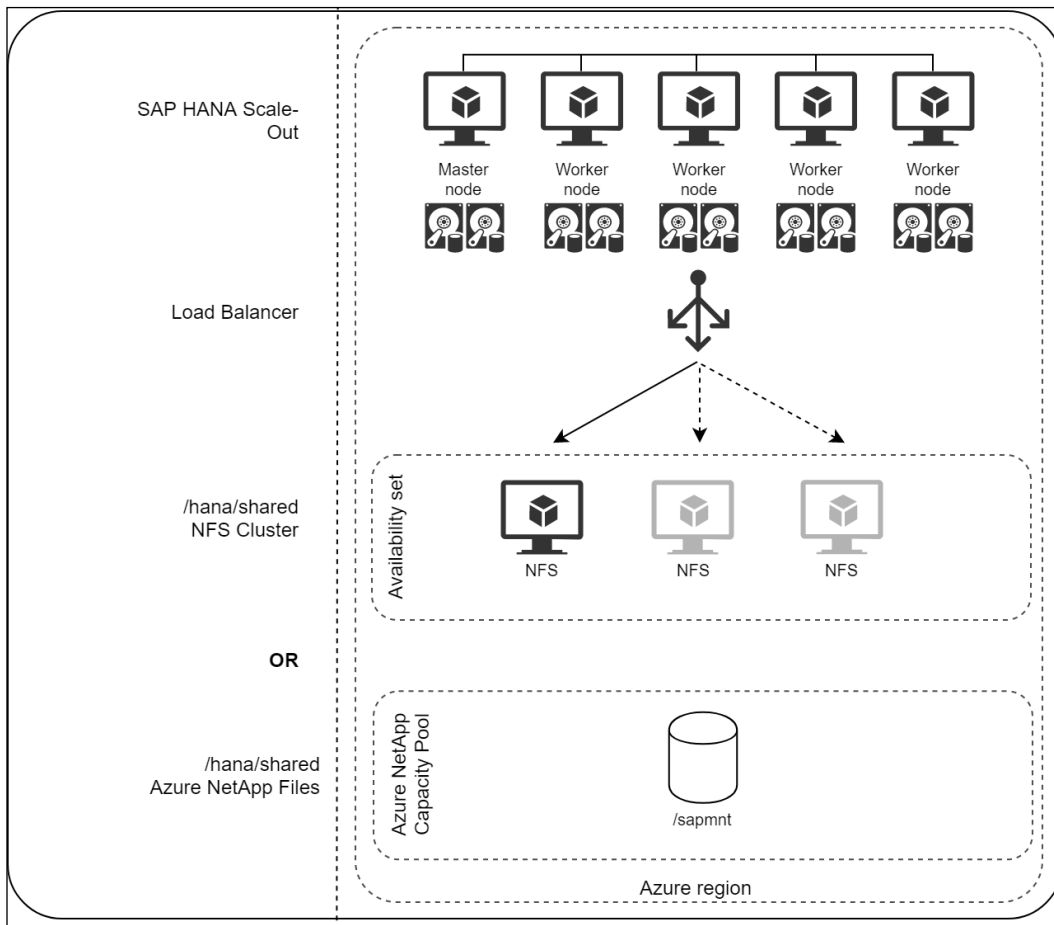 SAP HANA Scale-
Out
Master
node
Worker
node
Worker
node
Worker
node
Worker
node
Load Balancer
/hana/shared
NFS Cluster
Availability set
NFS
NFS
NFS
OR
/hana/shared
Azure NetApp Files
Azure NetApp
Capacity Pool
/sapmnt
Azure region